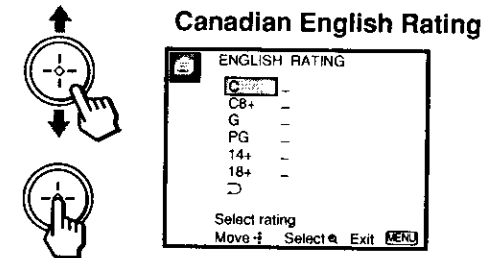 Canadian English Rating
ENGLISH RATING
C _
C8+ _
G _
PG _
14+ _
18+ _
Select rating
Move Select Exit MENU